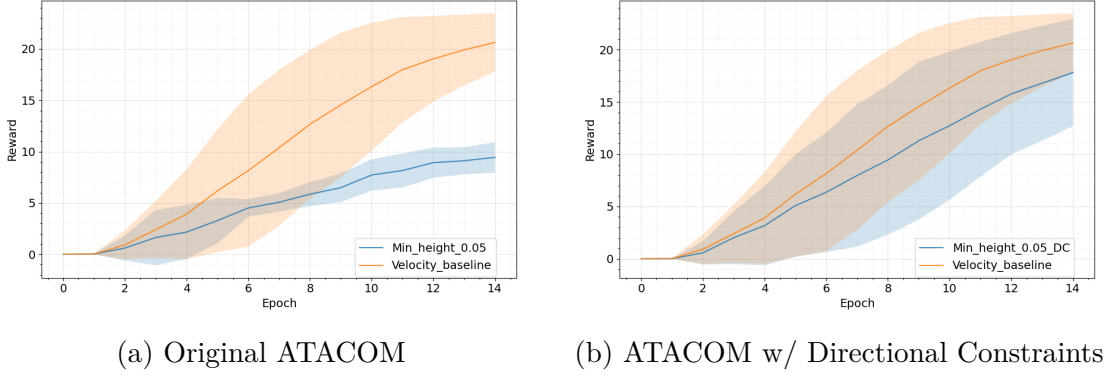 20
15
10
5
0
Reward
0
2
4
6
8
10
12
14
Epoch
Min_height_0.05
Velocity_baseline
(a) Original ATACOM
20
15
10
5
0
Reward
0
2
4
6
8
10
12
14
Epoch
Min_height_0.05_DC
Velocity_baseline
(b) ATACOM w/ Directional Constraints